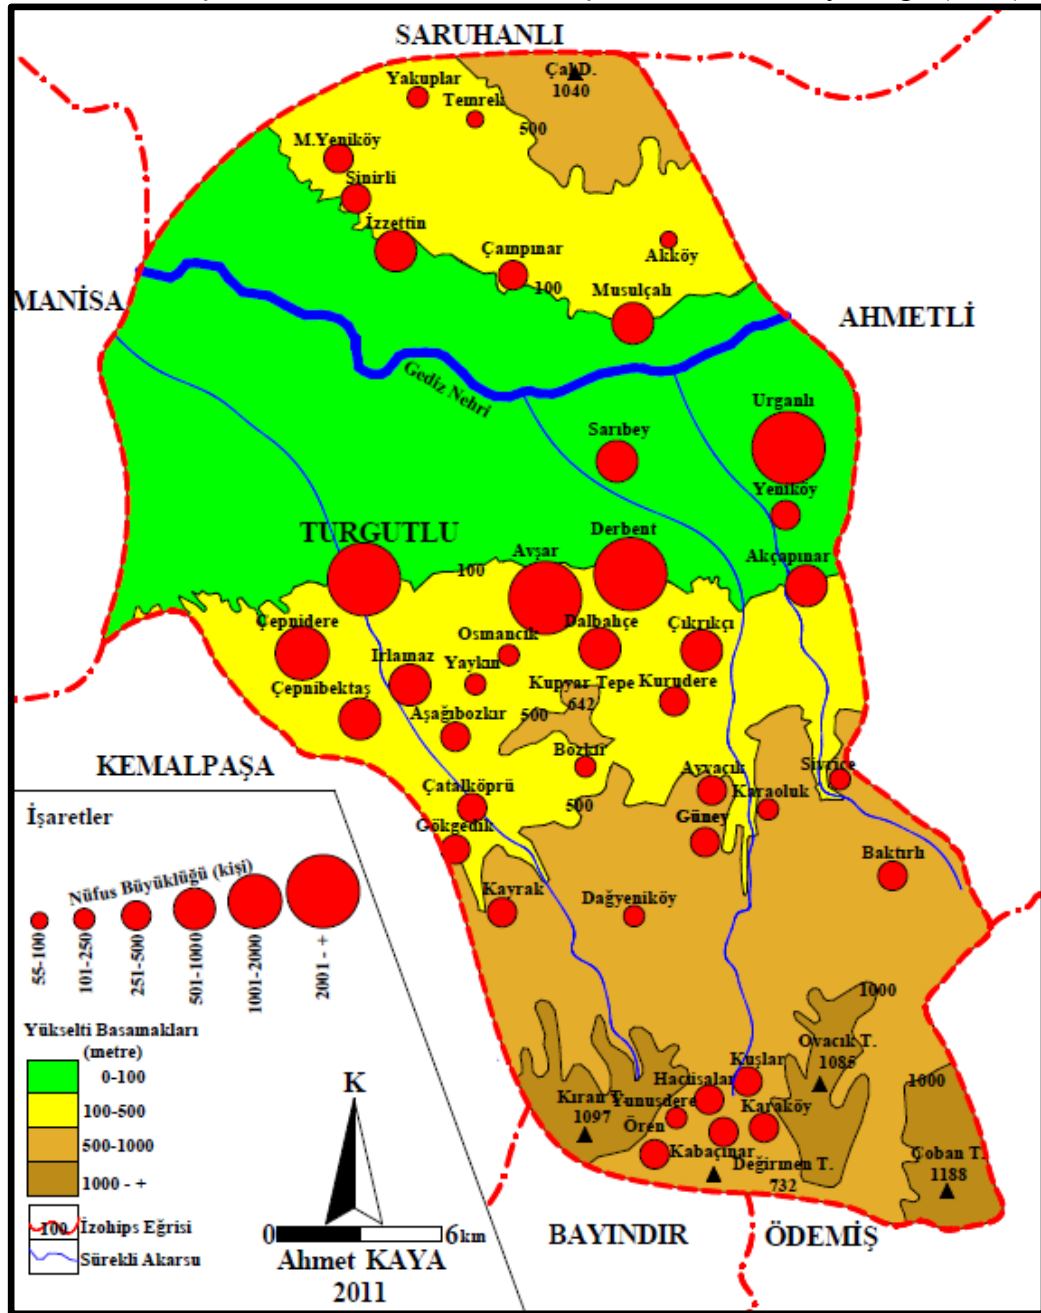 SARUHANLI
Çal D.
1040
Yakuplar
Temrek
500
M.Yeniköy
Sinirli
İzzettin
Çampınar
100
Akköy
Musulçalı
MANİSA
AHMETLİ
Gediz Nehri
Urganlı
Sarıbey
Yeniköy
TURGUTLU
Derbent
Avşar
100
Akçapınar
Çepnidere
Osmancık
Dalbahçe
Çıkrıkçı
Irlamaz
Yaykın
Kupyar Tepe
642
Kurudere
Çepnibektaş
Aşağıbozkır
500
KEMALPAŞA
Bozkır
Ayvacık
Sivrice
Çatalköprü
500
Karaoluk
Gökgedik
Güney
Baktırlı
Kayrak
Dağyeniköy
1000
Ovacık T.
1085
1000
Kuşlar
Hacıisalar
Kıran T.
1097
Yunusdere
Karaköy
Ören
Kabaçınar
Değirmen T.
732
Çoban T.
1188
BAYINDIR
ÖDEMİŞ
İşaretler
Nüfus Büyüklüğü (kişi)
55-100
101-250
251-500
501-1000
1001-2000
2001 - +
Yükselti Basamakları
(metre)
0-100
100-500
500-1000
1000 - +
100
İzohips Eğrisi
Sürekli Akarsu
K
0
6km
Ahmet KAYA
2011